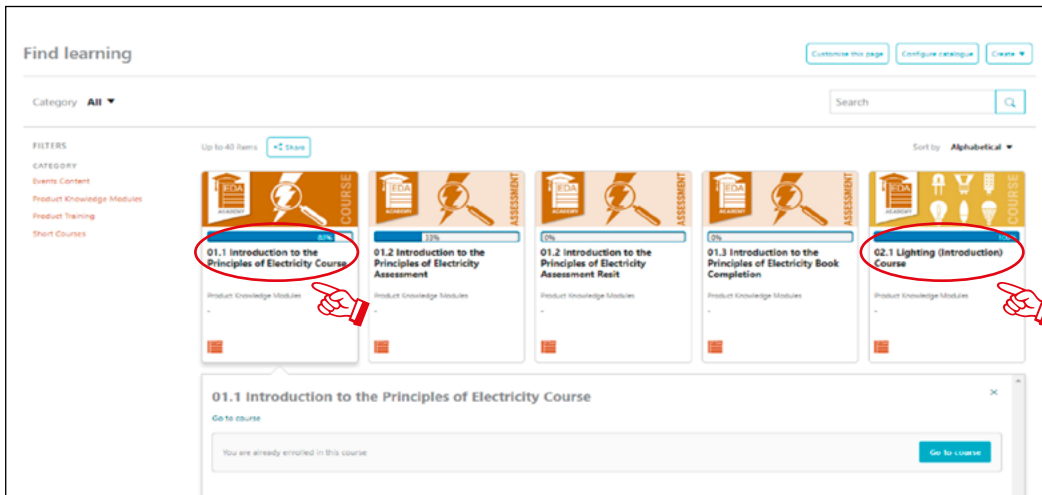 Find learning
Customise this page
Configure catalogue
Create
Category All
Search
FILTERS
CATEGORY
Events Content
Product Knowledge Modules
Product Training
Short Courses
Up to 40 items
Share
Sort by Alphabetical
EDA
ACADEMY
COURSE
01.1 Introduction to the
Principles of Electricity Course
Product Knowledge Modules
-
EDA
ACADEMY
ASSESSMENT
33%
01.2 Introduction to the
Principles of Electricity
Assessment
Product Knowledge Modules
-
EDA
ACADEMY
ASSESSMENT
0%
01.2 Introduction to the
Principles of Electricity
Assessment Resit
Product Knowledge Modules
-
EDA
ACADEMY
ASSESSMENT
0%
01.3 Introduction to the
Principles of Electricity Book
Completion
Product Knowledge Modules
-
EDA
ACADEMY
COURSE
02.1 Lighting (Introduction)
Course
Product Knowledge Modules
-
01.1 Introduction to the Principles of Electricity Course
×
Go to course
You are already enrolled in this course
Go to course